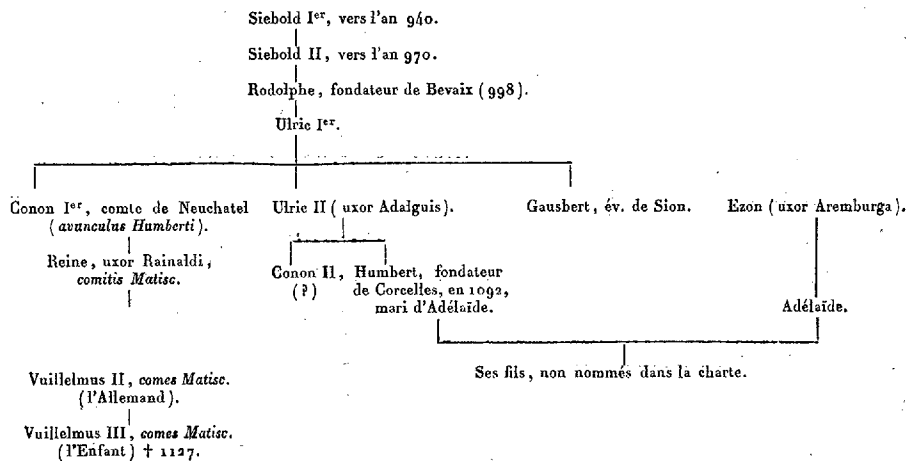 Siebold Ier, vers l'an 940.
Siebold II, vers l'an 970.
Rodolphe, fondateur de Bevaix (998).
Ulric Ier.
Conon Ier, comte de Neuchatel
(avunculus Humberti).
Reine, uxor Rainaldi,
comitis Matisc.
Ulric II (uxor Adalguis).
Gausbert, év. de Sion.
Ezon (uxor Aremburga).
Conon II,
(?)
Humbert, fondateur
de Corcelles, en 1092,
mari d'Adélaïde.
Adélaïde.
Ses fils, non nommés dans la charte.
Vuillelmus II, comes Matisc.
(l'Allemand).
Vuillelmus III, comes Matisc.
(l'Enfant) † 1127.